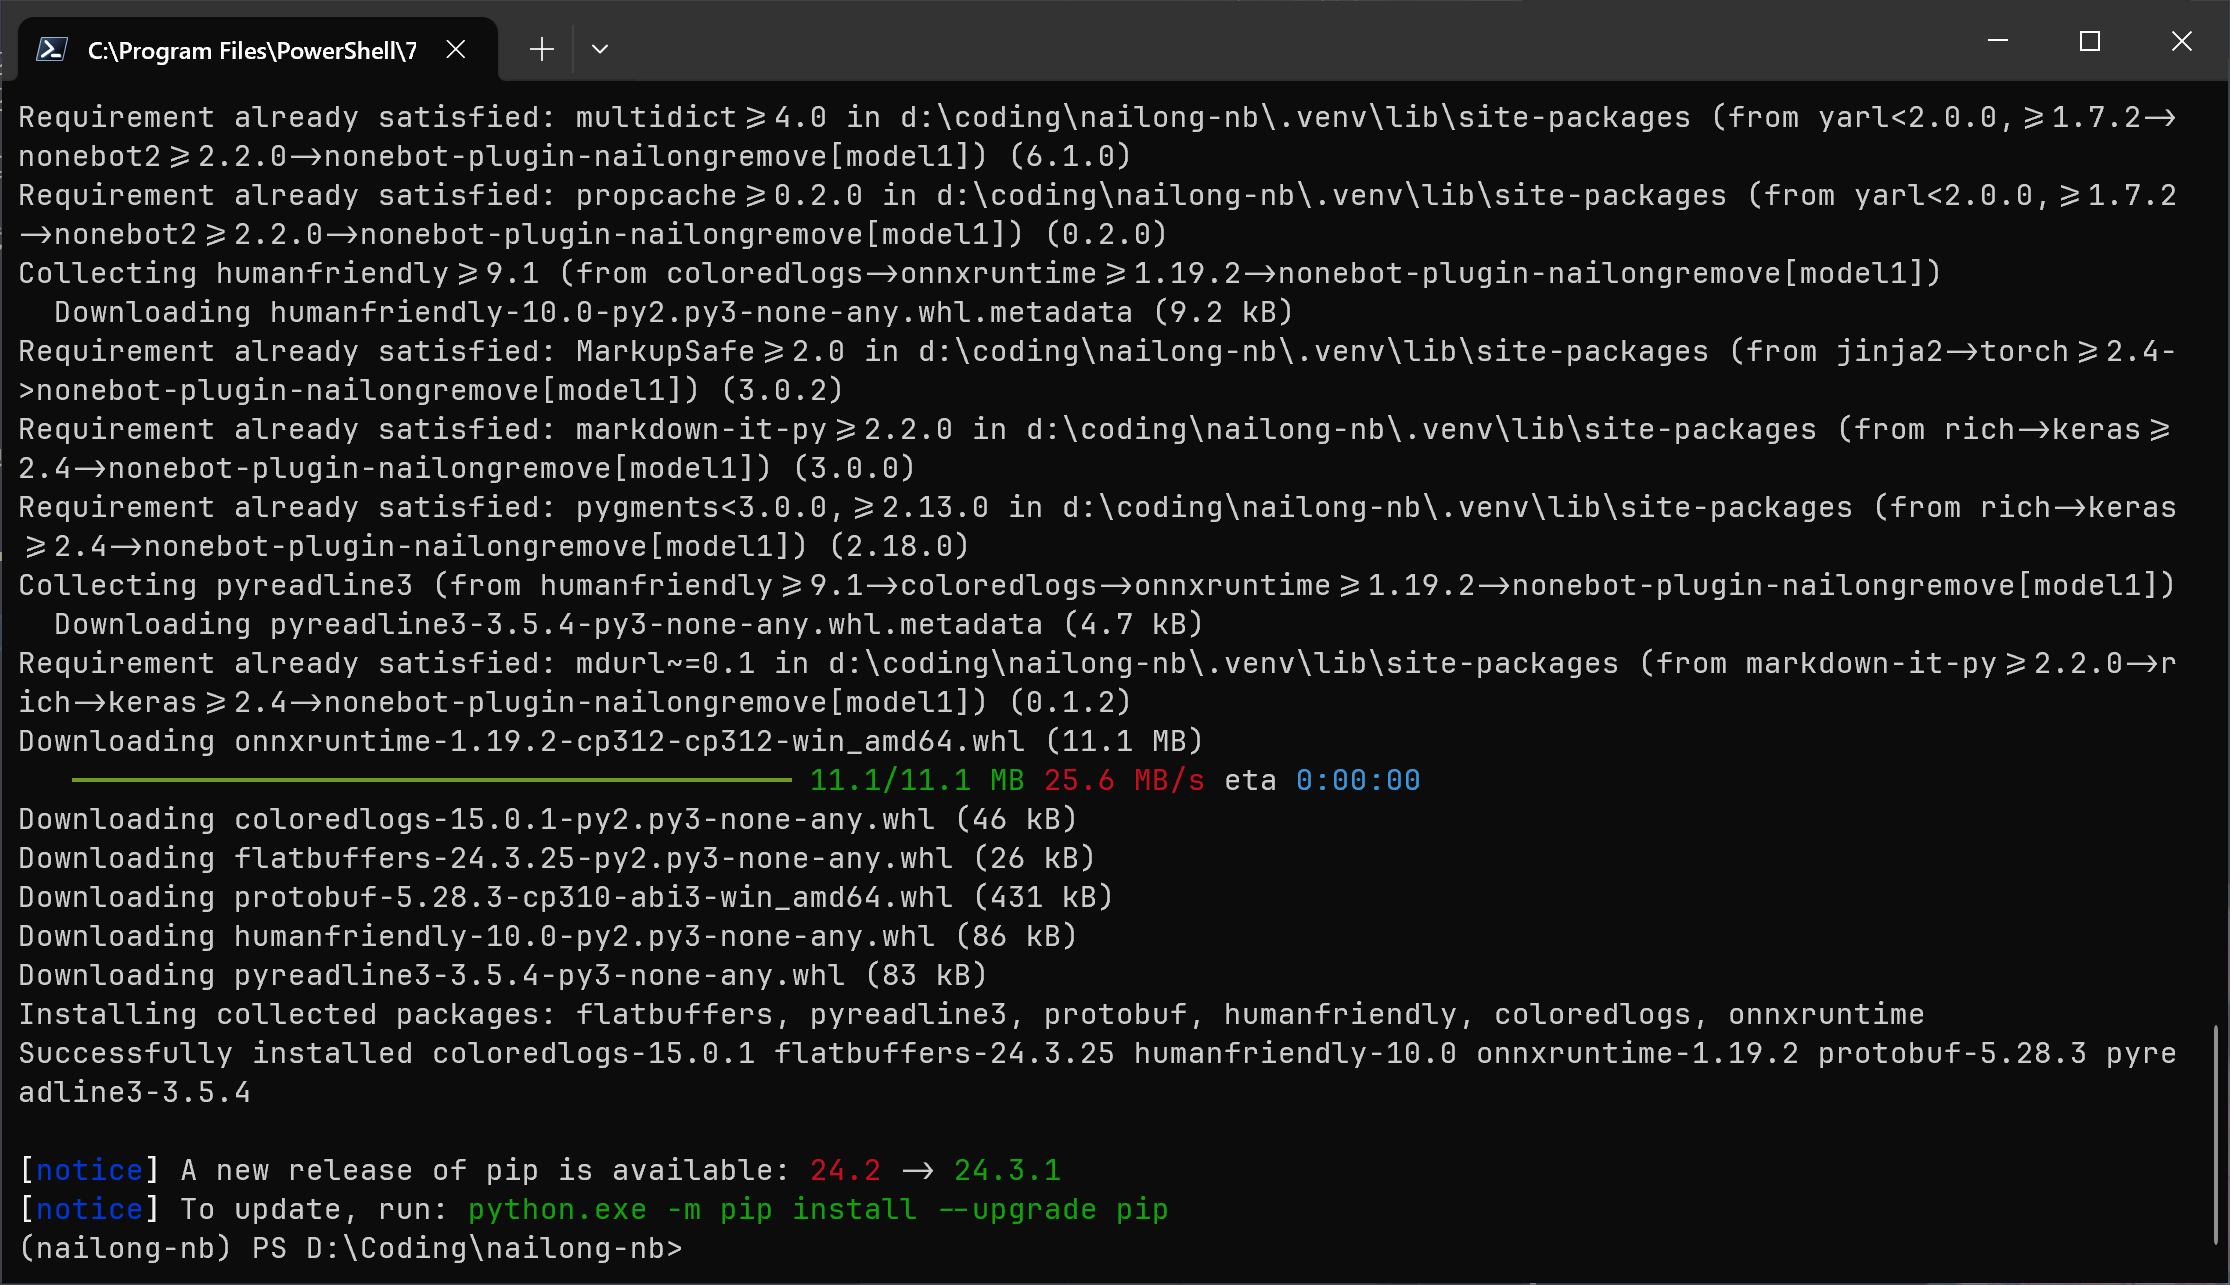 C:\Program Files\PowerShell\7
Requirement already satisfied: multidict>=4.0 in d:\coding\nailong-nb\.venv\lib\site-packages (from yarl<2.0.0,>=1.7.2->
nonebot2>=2.2.0->nonebot-plugin-nailongremove[model1]) (6.1.0)
Requirement already satisfied: propcache>=0.2.0 in d:\coding\nailong-nb\.venv\lib\site-packages (from yarl<2.0.0,>=1.7.2
->nonebot2>=2.2.0->nonebot-plugin-nailongremove[model1]) (0.2.0)
Collecting humanfriendly>=9.1 (from coloredlogs->onnxruntime>=1.19.2->nonebot-plugin-nailongremove[model1])
  Downloading humanfriendly-10.0-py2.py3-none-any.whl.metadata (9.2 kB)
Requirement already satisfied: MarkupSafe>=2.0 in d:\coding\nailong-nb\.venv\lib\site-packages (from jinja2->torch>=2.4-
>nonebot-plugin-nailongremove[model1]) (3.0.2)
Requirement already satisfied: markdown-it-py>=2.2.0 in d:\coding\nailong-nb\.venv\lib\site-packages (from rich->keras>=
2.4->nonebot-plugin-nailongremove[model1]) (3.0.0)
Requirement already satisfied: pygments<3.0.0,>=2.13.0 in d:\coding\nailong-nb\.venv\lib\site-packages (from rich->keras
>=2.4->nonebot-plugin-nailongremove[model1]) (2.18.0)
Collecting pyreadline3 (from humanfriendly>=9.1->coloredlogs->onnxruntime>=1.19.2->nonebot-plugin-nailongremove[model1])
  Downloading pyreadline3-3.5.4-py3-none-any.whl.metadata (4.7 kB)
Requirement already satisfied: mdurl~=0.1 in d:\coding\nailong-nb\.venv\lib\site-packages (from markdown-it-py>=2.2.0->r
ich->keras>=2.4->nonebot-plugin-nailongremove[model1]) (0.1.2)
Downloading onnxruntime-1.19.2-cp312-cp312-win_amd64.whl (11.1 MB)
11.1/11.1 MB 25.6 MB/s eta 0:00:00
Downloading coloredlogs-15.0.1-py2.py3-none-any.whl (46 kB)
Downloading flatbuffers-24.3.25-py2.py3-none-any.whl (26 kB)
Downloading protobuf-5.28.3-cp310-abi3-win_amd64.whl (431 kB)
Downloading humanfriendly-10.0-py2.py3-none-any.whl (86 kB)
Downloading pyreadline3-3.5.4-py3-none-any.whl (83 kB)
Installing collected packages: flatbuffers, pyreadline3, protobuf, humanfriendly, coloredlogs, onnxruntime
Successfully installed coloredlogs-15.0.1 flatbuffers-24.3.25 humanfriendly-10.0 onnxruntime-1.19.2 protobuf-5.28.3 pyre
adline3-3.5.4
[notice] A new release of pip is available: 24.2 -> 24.3.1
[notice] To update, run: python.exe -m pip install --upgrade pip
(nailong-nb) PS D:\Coding\nailong-nb>